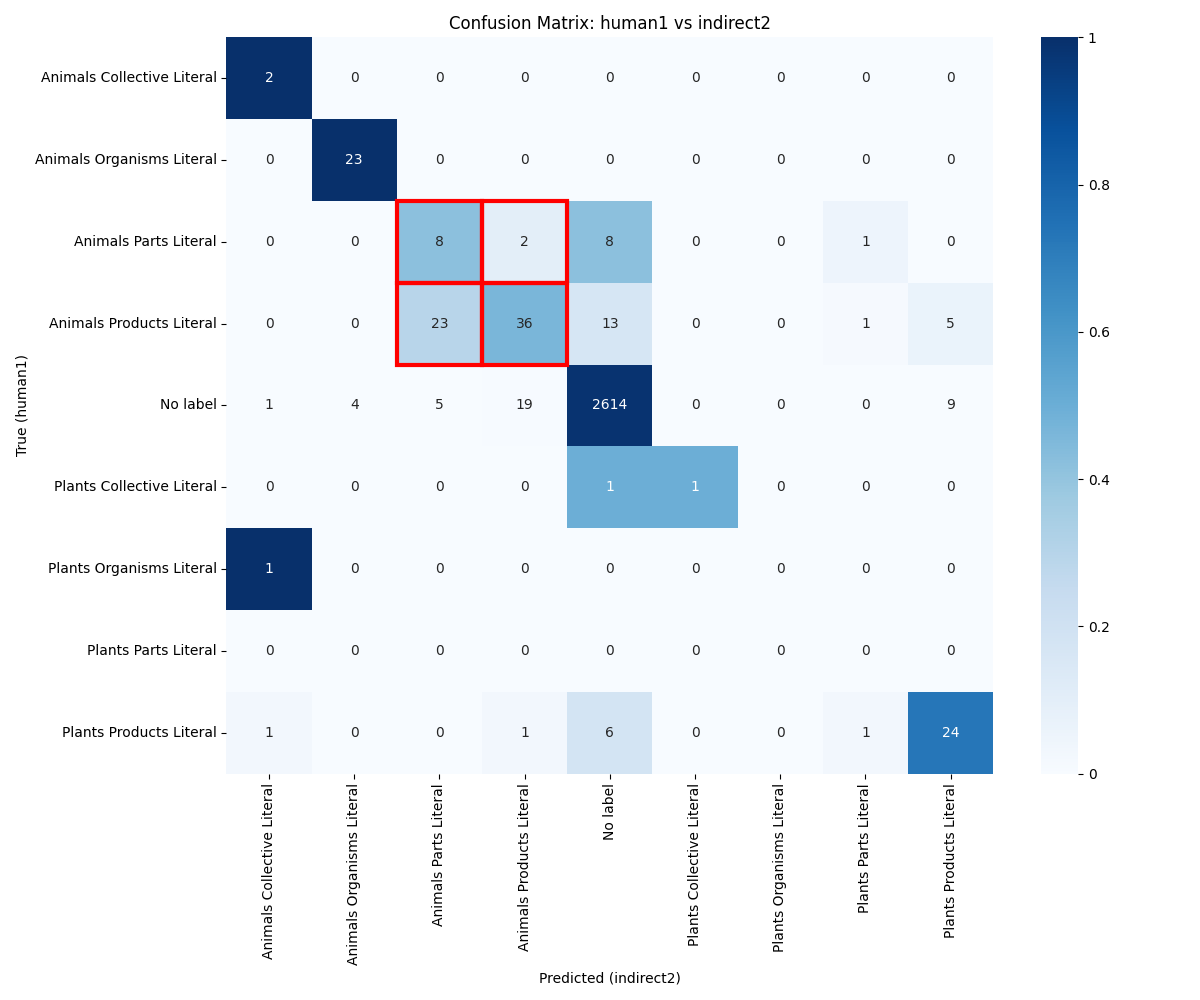 Confusion Matrix: human1 vs indirect2
Animals Collective Literal 2 0 0 0 0 0 0 0 0
Animals Organisms Literal 0 23 0 0 0 0 0 0 0
Animals Parts Literal 0 0 8 2 8 0 0 1 0
Animals Products Literal 0 0 23 36 13 0 0 1 5
No label 1 4 5 19 2614 0 0 0 9
Plants Collective Literal 0 0 0 0 1 1 0 0 0
Plants Organisms Literal 1 0 0 0 0 0 0 0 0
Plants Parts Literal 0 0 0 0 0 0 0 0 0
Plants Products Literal 1 0 0 1 6 0 0 1 24
True (human1)
Animals Collective Literal
Animals Organisms Literal
Animals Parts Literal
Animals Products Literal
No label
Plants Collective Literal
Plants Organisms Literal
Plants Parts Literal
Plants Products Literal
Predicted (indirect2)
1
0.8
0.6
0.4
0.2
0